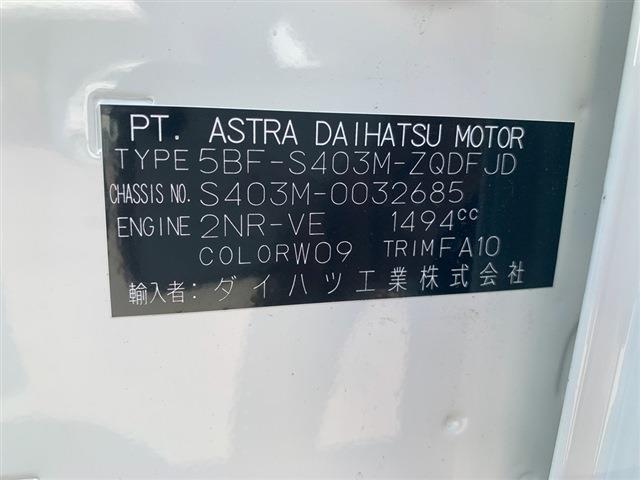 PT. ASTRA DAIHATSU MOTOR
TYPE 5BF-S403M-ZQDFJD
CHASSIS NO. S403M-0032685
ENGINE 2NR-VE 1494cc
COLOR W09 TRIM FA10
輸入者: ダイハツ工業株式会社